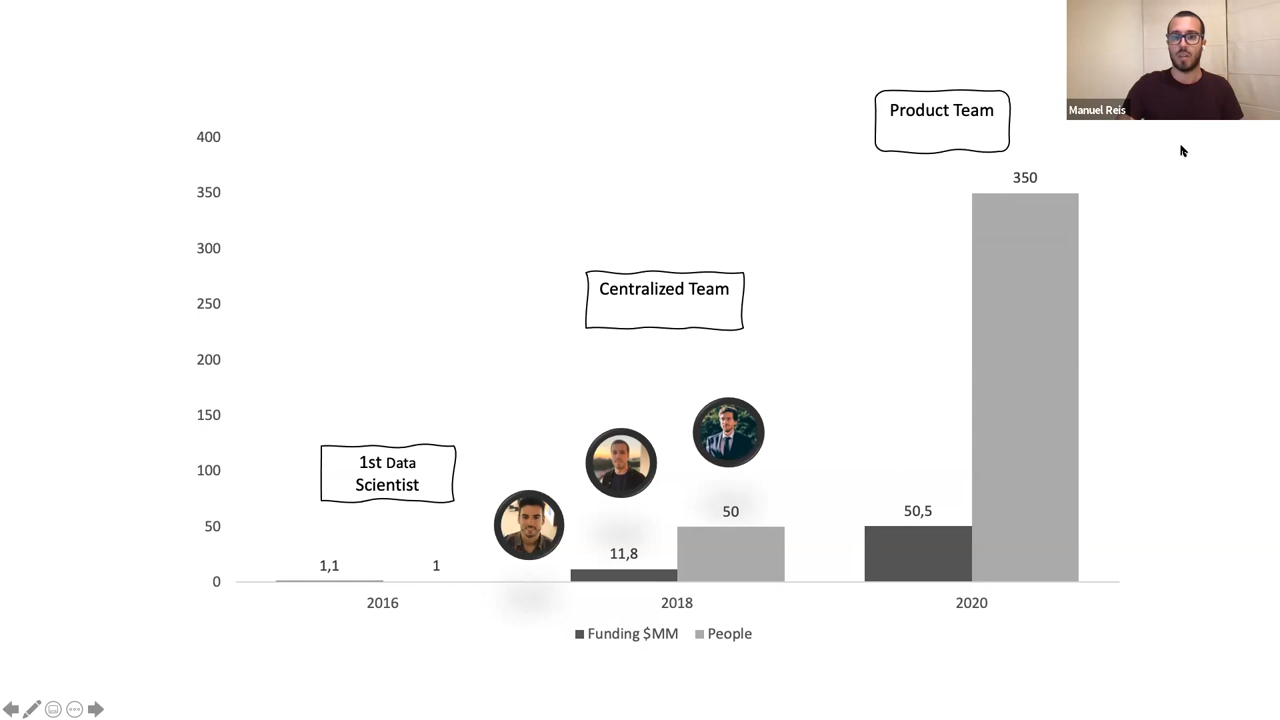 Manuel Reis
Product Team
400
350
300
250
200
150
100
50
0
350
Centralized Team
1st Data
Scientist
50
50,5
11,8
1,1
1
2016
2018
2020
Funding $MM
People